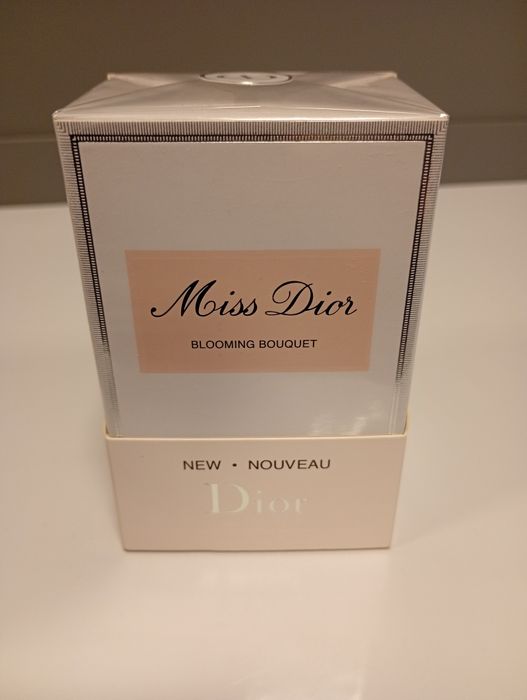 Miss Dior
BLOOMING BOUQUET
NEW • NOUVEAU
Dior